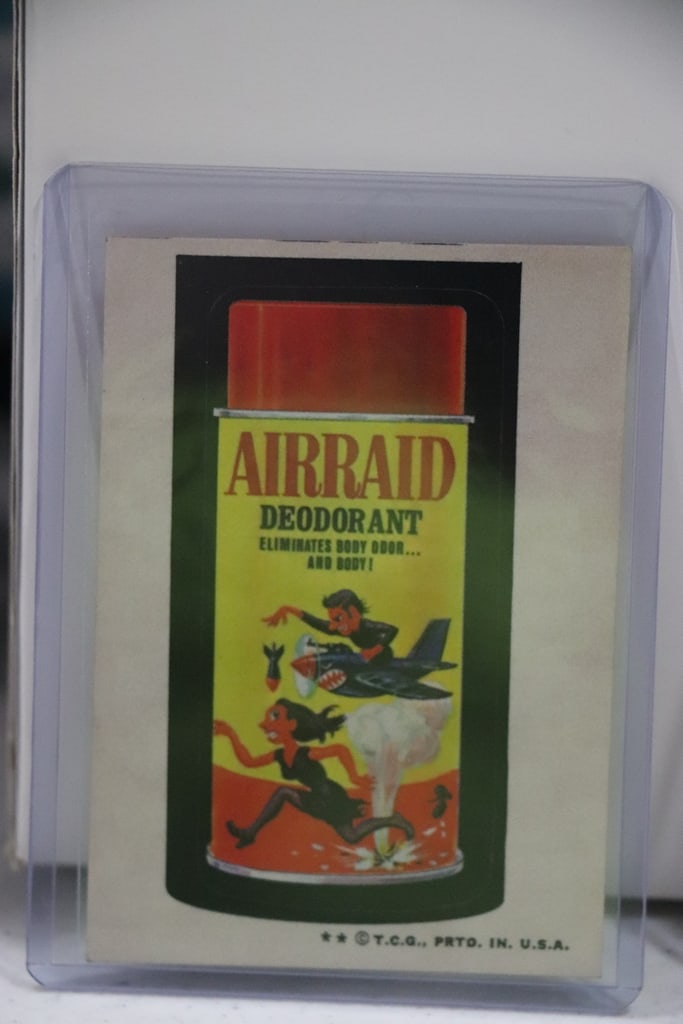 AIRRAID
DEODORANT
ELIMINATES BODY ODOR...
AND BODY!
★★ © T.C.G., PRTD. IN. U.S.A.